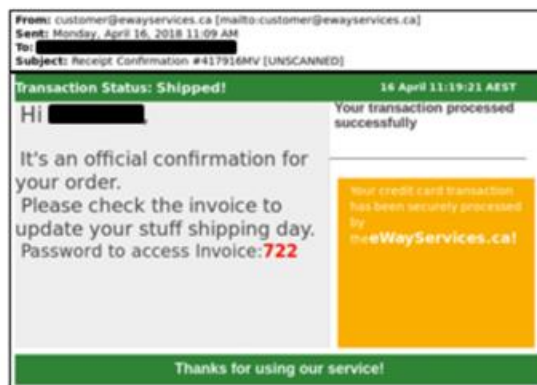 From: customer@ewayservices.ca [mailto:customer@ewayservices.ca]
Sent: Monday, April 16, 2018 11:09 AM
To:
Subject: Receipt Confirmation #417916MV [UNSCANNED]
Transaction Status: Shipped! 16 April 11:19:21 AEST
Hi
Your transaction processed
successfully
It's an official confirmation for
your order.
Please check the invoice to
update your stuff shipping day.
Password to access Invoice:722
Your credit card transaction
has been securely processed
by
theeWayServices.ca!
Thanks for using our service!